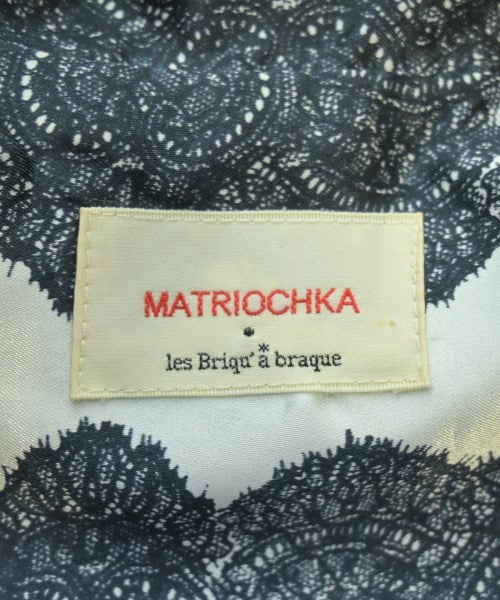 MATRIOCHKA
•
les Briqu'à braque